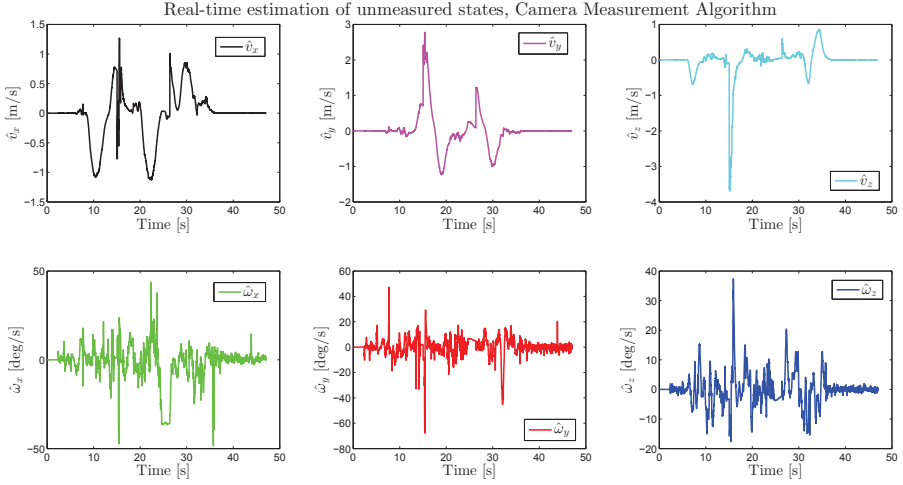 Real-time estimation of unmeasured states, Camera Measurement Algorithm
v̂x [m/s]
1.5
1
0.5
0
−0.5
−1
−1.5
0 10 20 30 40 50
Time [s]
v̂x
v̂y [m/s]
3
2
1
0
−1
−2
0 10 20 30 40 50
Time [s]
v̂y
v̂z [m/s]
1
0
−1
−2
−3
−4
0 10 20 30 40 50
Time [s]
v̂z
ω̂x [deg/s]
50
0
−50
0 10 20 30 40 50
Time [s]
ω̂x
ω̂y [deg/s]
60
40
20
0
−20
−40
−60
−80
0 10 20 30 40 50
Time [s]
ω̂y
ω̂z [deg/s]
40
30
20
10
0
−10
−20
0 10 20 30 40 50
Time [s]
ω̂z